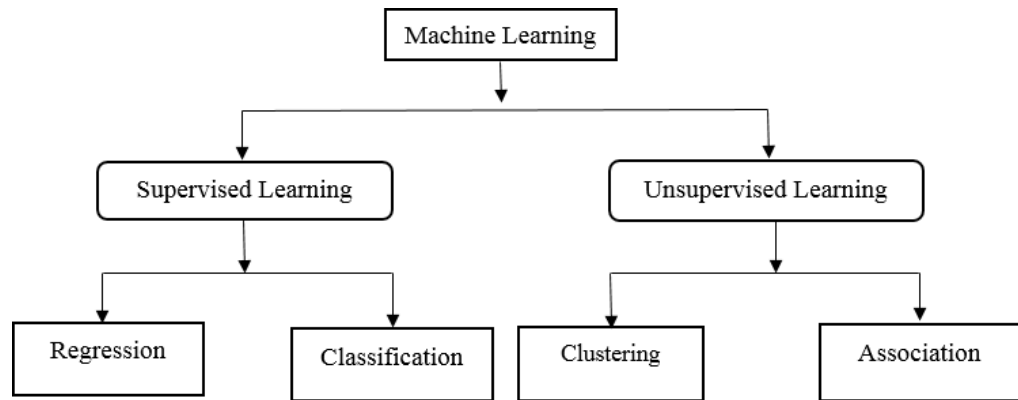 Machine Learning
Supervised Learning
Unsupervised Learning
Regression
Classification
Clustering
Association